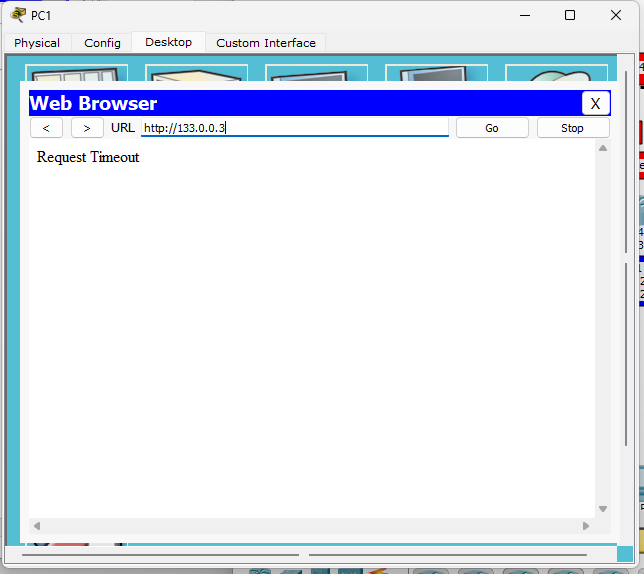 PC1
Physical Config Desktop Custom Interface
Web Browser X
< > URL http://133.0.0.3 Go Stop
Request Timeout